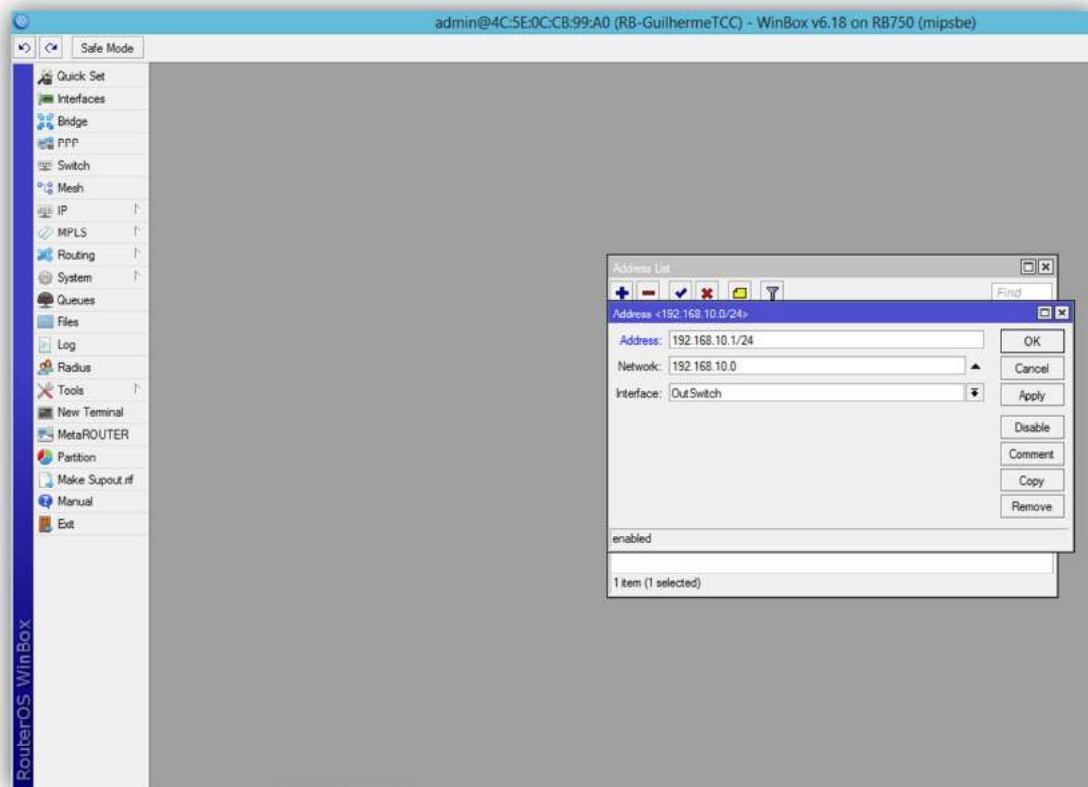 admin@4C:5E:0C:CB:99:A0 (RB-GuilhermeTCC) - WinBox v6.18 on RB750 (mipsbe)
Safe Mode
Quick Set
Interfaces
Bridge
PPP
Switch
Mesh
IP
MPLS
Routing
System
Queues
Files
Log
Radius
Tools
New Terminal
MetaROUTER
Partition
Make Supout.rif
Manual
Exit
RouterOS WinBox
Address List
Find
Address <192.168.10.0/24>
Address: 192.168.10.1/24
OK
Network: 192.168.10.0
Cancel
Interface: OutSwitch
Apply
Disable
Comment
Copy
Remove
enabled
1 item (1 selected)